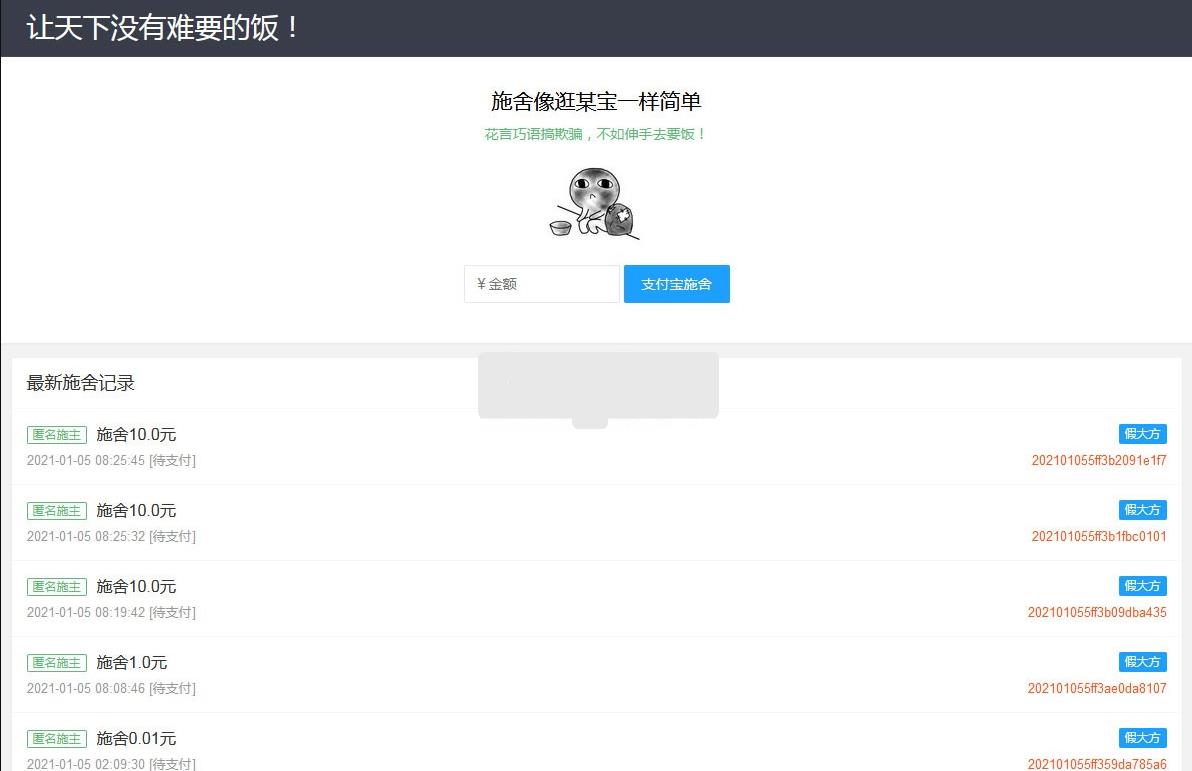 让天下没有难要的饭！
施舍像逛某宝一样简单
花言巧语搞欺骗，不如伸手去要饭！
￥金额 支付宝施舍
最新施舍记录
匿名施主 施舍10.0元 假大方
2021-01-05 08:25:45 [待支付] 202101055ff3b2091e1f7
匿名施主 施舍10.0元 假大方
2021-01-05 08:25:32 [待支付] 202101055ff3b1fbc0101
匿名施主 施舍10.0元 假大方
2021-01-05 08:19:42 [待支付] 202101055ff3b09dba435
匿名施主 施舍1.0元 假大方
2021-01-05 08:08:46 [待支付] 202101055ff3ae0da8107
匿名施主 施舍0.01元 假大方
2021-01-05 02:09:30 [待支付] 202101055ff359da785a6